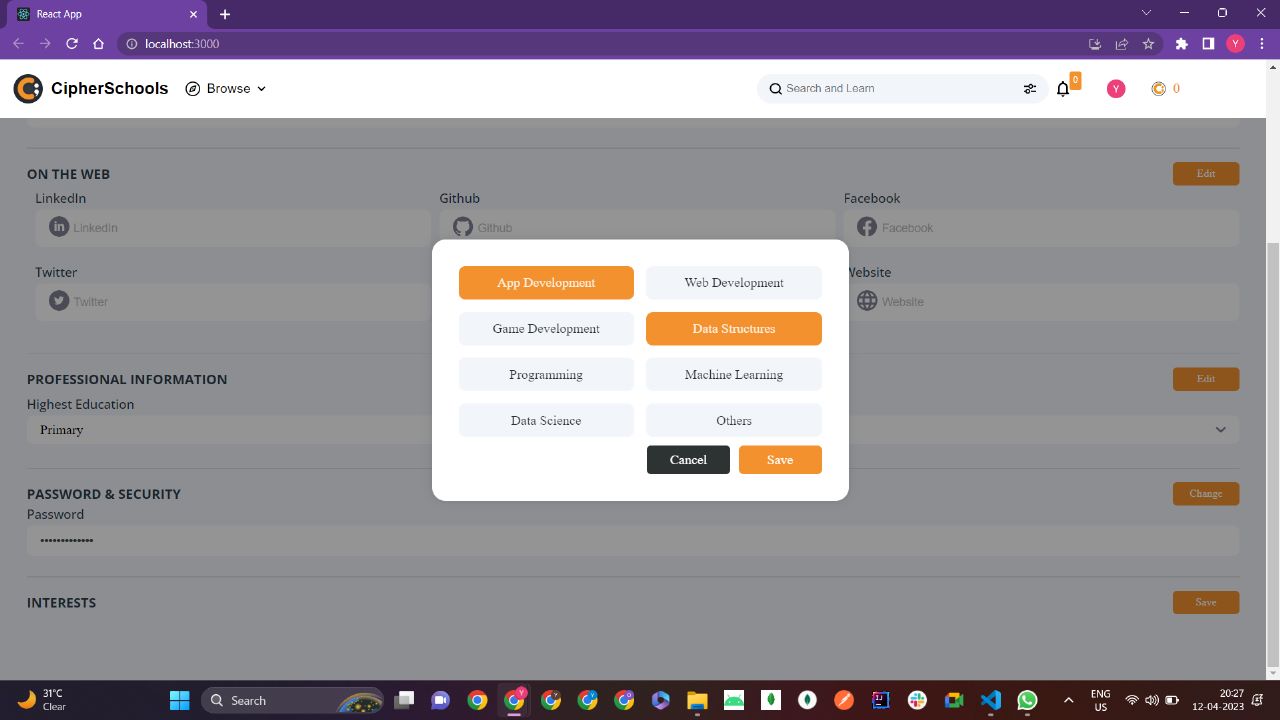 React App
localhost:3000
Y
CipherSchools
Browse
Search and Learn
0
Y
0
ON THE WEB
Edit
LinkedIn
Github
Facebook
LinkedIn
Github
Facebook
Twitter
Website
Twitter
Website
App Development
Web Development
Game Development
Data Structures
Programming
Machine Learning
Data Science
Others
Cancel
Save
PROFESSIONAL INFORMATION
Edit
Highest Education
Primary
PASSWORD & SECURITY
Change
Password
•••••••••••••
INTERESTS
Save
31°C
Clear
Search
ENG
US
20:27
12-04-2023